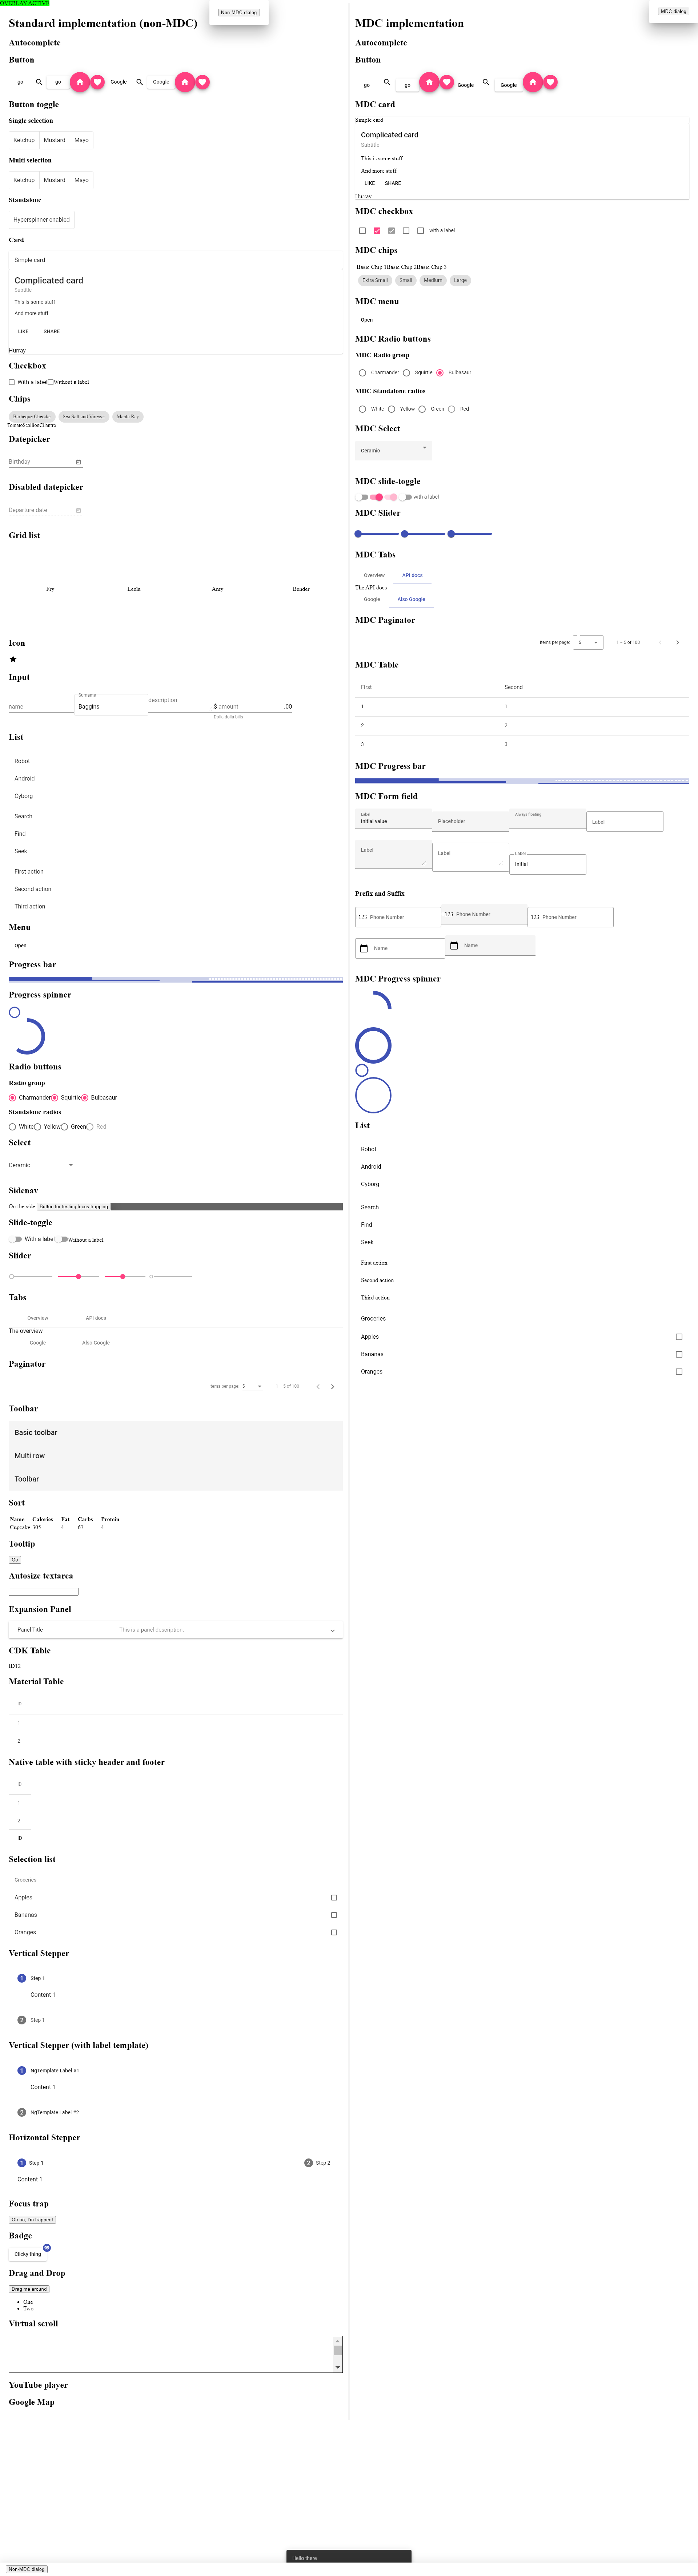 OVERLAY ACTIVE
Non-MDC dialog
MDC dialog
Standard implementation (non-MDC)
Autocomplete
Button
go go Google Google
Button toggle
Single selection
Ketchup Mustard Mayo
Multi selection
Ketchup Mustard Mayo
Standalone
Hyperspinner enabled
Card
Simple card
Complicated card
Subtitle
This is some stuff
And more stuff
LIKE SHARE
Hurray
Checkbox
With a label Without a label
Chips
Barbeque Cheddar Sea Salt and Vinegar Manta Ray
TomatoScallionCilantro
Datepicker
Birthday
Disabled datepicker
Departure date
Grid list
Fry Leela Amy Bender
Icon
Input
name
Surname
Baggins
description
$ amount .00
Dolla dolla bills
List
Robot
Android
Cyborg
Search
Find
Seek
First action
Second action
Third action
Menu
Open
Progress bar
Progress spinner
Radio buttons
Radio group
Charmander Squirtle Bulbasaur
Standalone radios
White Yellow Green Red
Select
Ceramic
Sidenav
On the side Button for testing focus trapping
Slide-toggle
With a label Without a label
Slider
Tabs
Overview API docs
The overview
Google Also Google
Paginator
Items per page: 5 1 – 5 of 100
Toolbar
Basic toolbar
Multi row
Toolbar
Sort
Name Calories Fat Carbs Protein
Cupcake 305 4 67 4
Tooltip
Go
Autosize textarea
Expansion Panel
Panel Title This is a panel description.
CDK Table
ID12
Material Table
ID
1
2
Native table with sticky header and footer
ID
1
2
ID
Selection list
Groceries
Apples
Bananas
Oranges
Vertical Stepper
1 Step 1
Content 1
2 Step 1
Vertical Stepper (with label template)
1 NgTemplate Label #1
Content 1
2 NgTemplate Label #2
Horizontal Stepper
1 Step 1 2 Step 2
Content 1
Focus trap
Oh no, I'm trapped!
Badge
Clicky thing
Drag and Drop
Drag me around
One
Two
Virtual scroll
YouTube player
Google Map
MDC implementation
Autocomplete
Button
go go Google Google
MDC card
Simple card
Complicated card
Subtitle
This is some stuff
And more stuff
LIKE SHARE
Hurray
MDC checkbox
with a label
MDC chips
Basic Chip 1Basic Chip 2Basic Chip 3
Extra Small Small Medium Large
MDC menu
Open
MDC Radio buttons
MDC Radio group
Charmander Squirtle Bulbasaur
MDC Standalone radios
White Yellow Green Red
MDC Select
Ceramic
MDC slide-toggle
with a label
MDC Slider
MDC Tabs
Overview API docs
The API docs
Google Also Google
MDC Paginator
Items per page: 5 1 – 5 of 100
MDC Table
First Second
1 1
2 2
3 3
MDC Progress bar
MDC Form field
Label
Initial value
Placeholder
Always floating
Label
Label
Label
Label
Initial
Prefix and Suffix
+123 Phone Number +123 Phone Number +123 Phone Number
Name Name
MDC Progress spinner
List
Robot
Android
Cyborg
Search
Find
Seek
First action
Second action
Third action
Groceries
Apples
Bananas
Oranges
Hello there
Non-MDC dialog